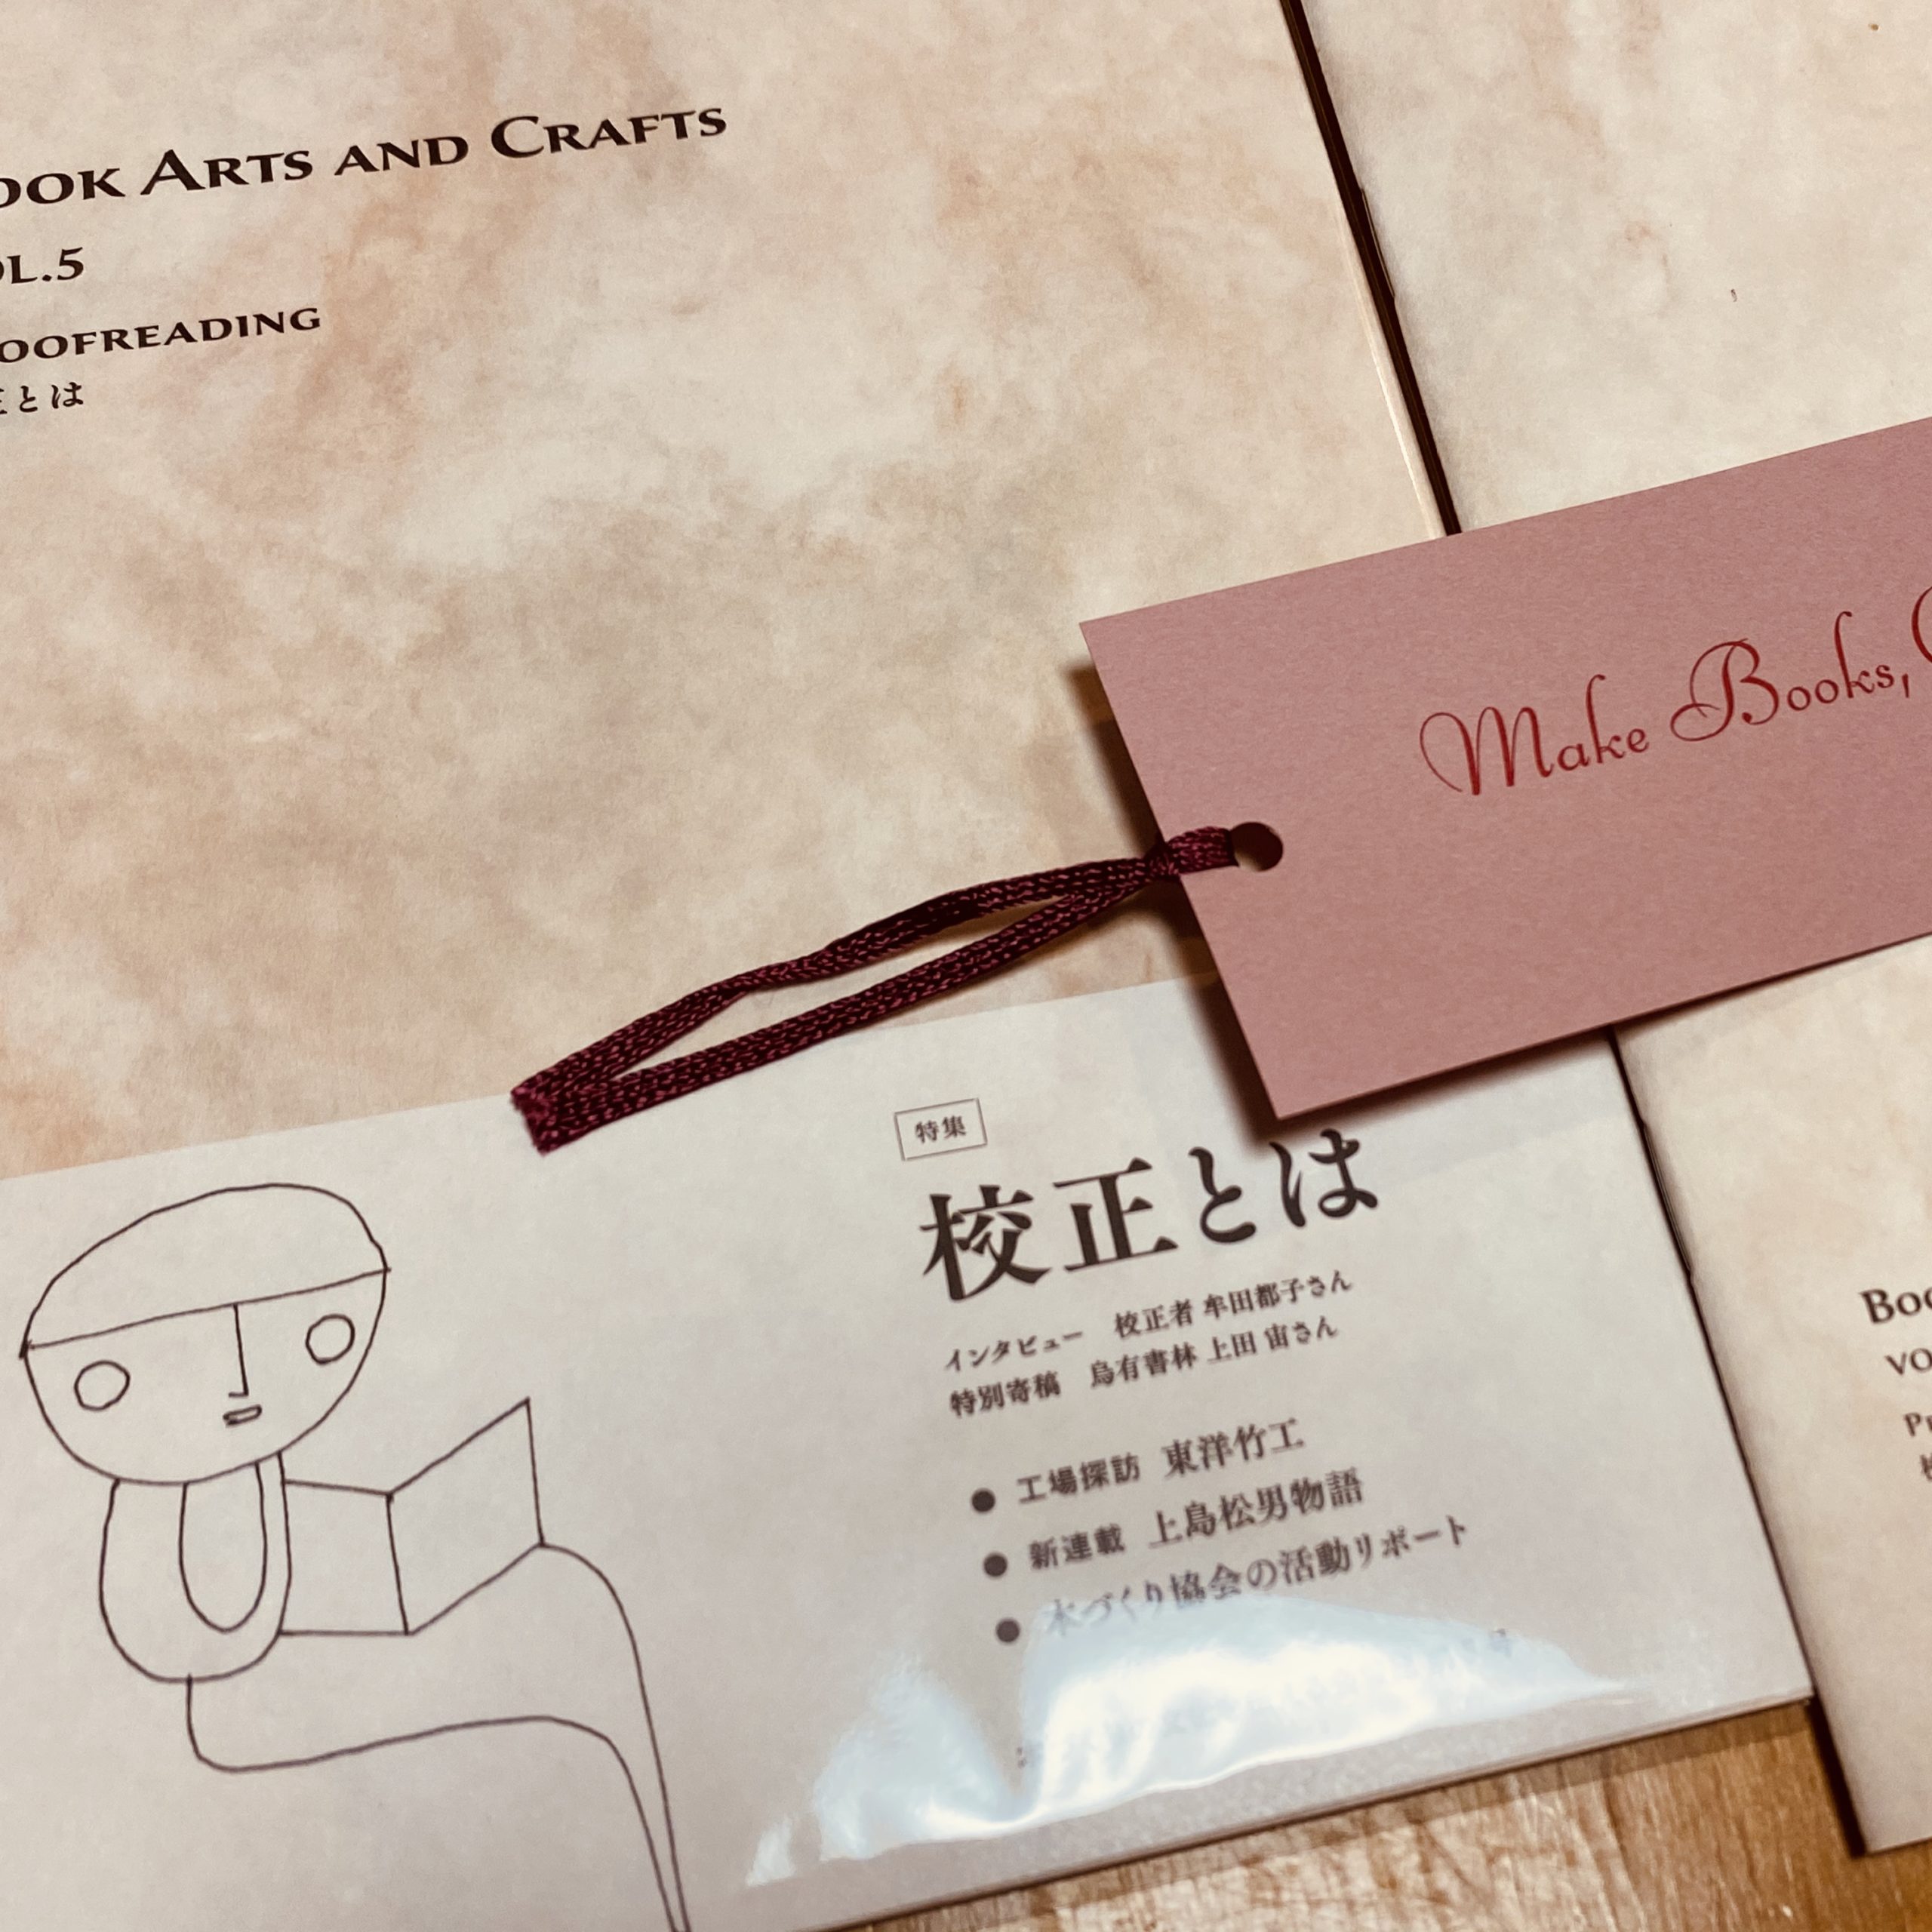 OOK ARTS AND CRAFTS
OL.5
OOFREADING
正とは
Make Books,
特集
校正とは
インタビュー 校正者 牟田都子さん
特別寄稿 烏有書林 上田 宙さん
● 工場探訪 東洋竹工
● 新連載 上島松男物語
● 本づくり協会の活動リポート
Boo
VO
Pr